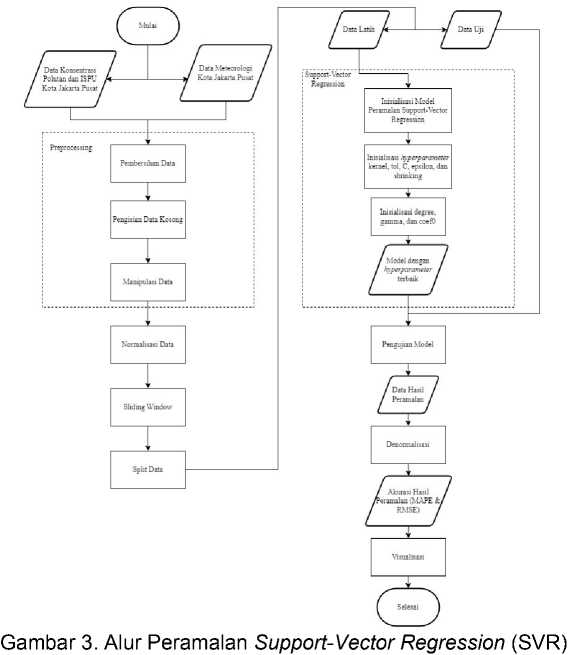 Mulai
Data Konsentrasi
Polutan dan ISPU
Kota Jakarta Pusat
Data Meteorologi
Kota Jakarta Pusat
Preprocessing
Pembersihan Data
Pengisian Data Kosong
Manipulasi Data
Normalisasi Data
Sliding Window
Split Data
Data Latih
Data Uji
Support-Vector
Regression
Inisialisasi Model
Peramalan Support-Vector
Regression
Inisialisasi hyperparameter
kernel, tol, C, epsilon, dan
shrinking
Inisialisasi degree,
gamma, dan coef0
Model dengan
hyperparameter
terbaik
Pengujian Model
Data Hasil
Peramalan
Denormalisasi
Akurasi Hasil
Peramalan (MAPE &
RMSE)
Visualisasi
Selesai
Gambar 3. Alur Peramalan Support-Vector Regression (SVR)